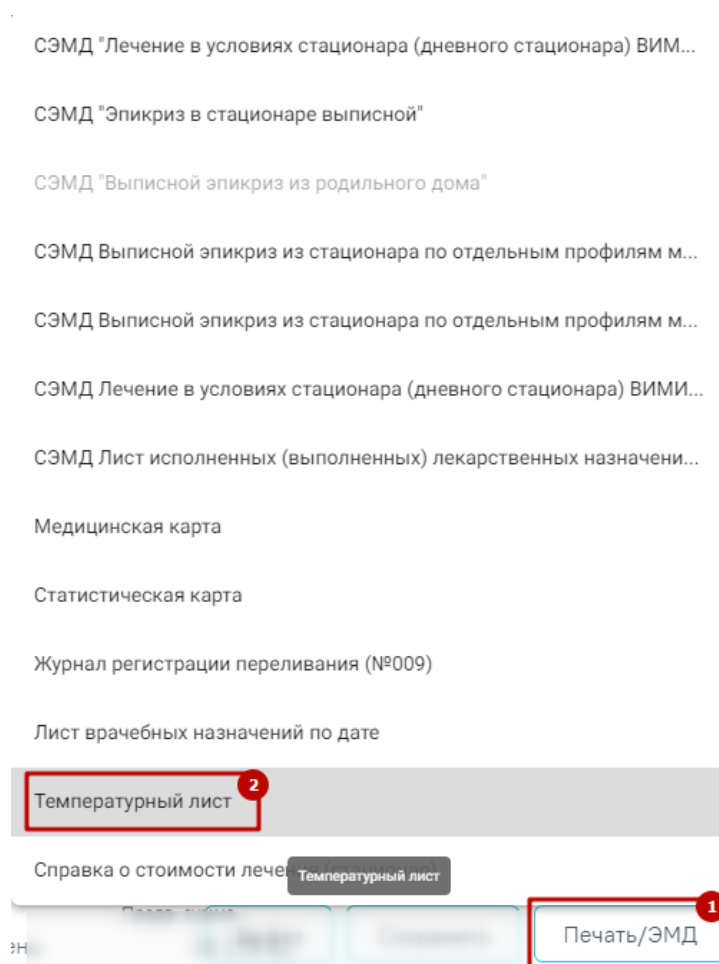 СЭМД "Лечение в условиях стационара (дневного стационара) ВИМ...
СЭМД "Эпикриз в стационаре выписной"
СЭМД "Выписной эпикриз из родильного дома"
СЭМД Выписной эпикриз из стационара по отдельным профилям м...
СЭМД Выписной эпикриз из стационара по отдельным профилям м...
СЭМД Лечение в условиях стационара (дневного стационара) ВИМИ...
СЭМД Лист исполненных (выполненных) лекарственных назначени...
Медицинская карта
Статистическая карта
Журнал регистрации переливания (№009)
Лист врачебных назначений по дате
2
Температурный лист
Справка о стоимости лечения (стационар)
Температурный лист
1
Печать/ЭМД